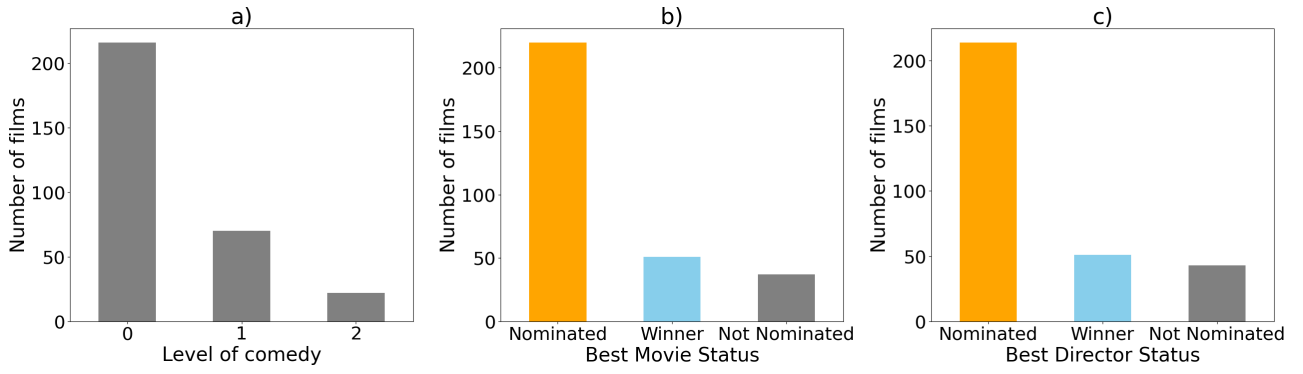 a)
Number of films
200
150
100
50
0
0 1 2
Level of comedy
b)
Number of films
200
150
100
50
0
Nominated Winner Not Nominated
Best Movie Status
c)
Number of films
200
150
100
50
0
Nominated Winner Not Nominated
Best Director Status